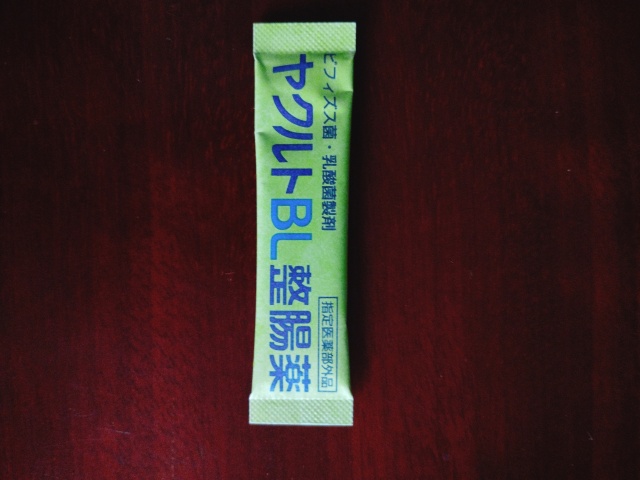 ビフィズス菌・乳酸菌製剤
ヤクルトBL整腸薬
指定医薬部外品